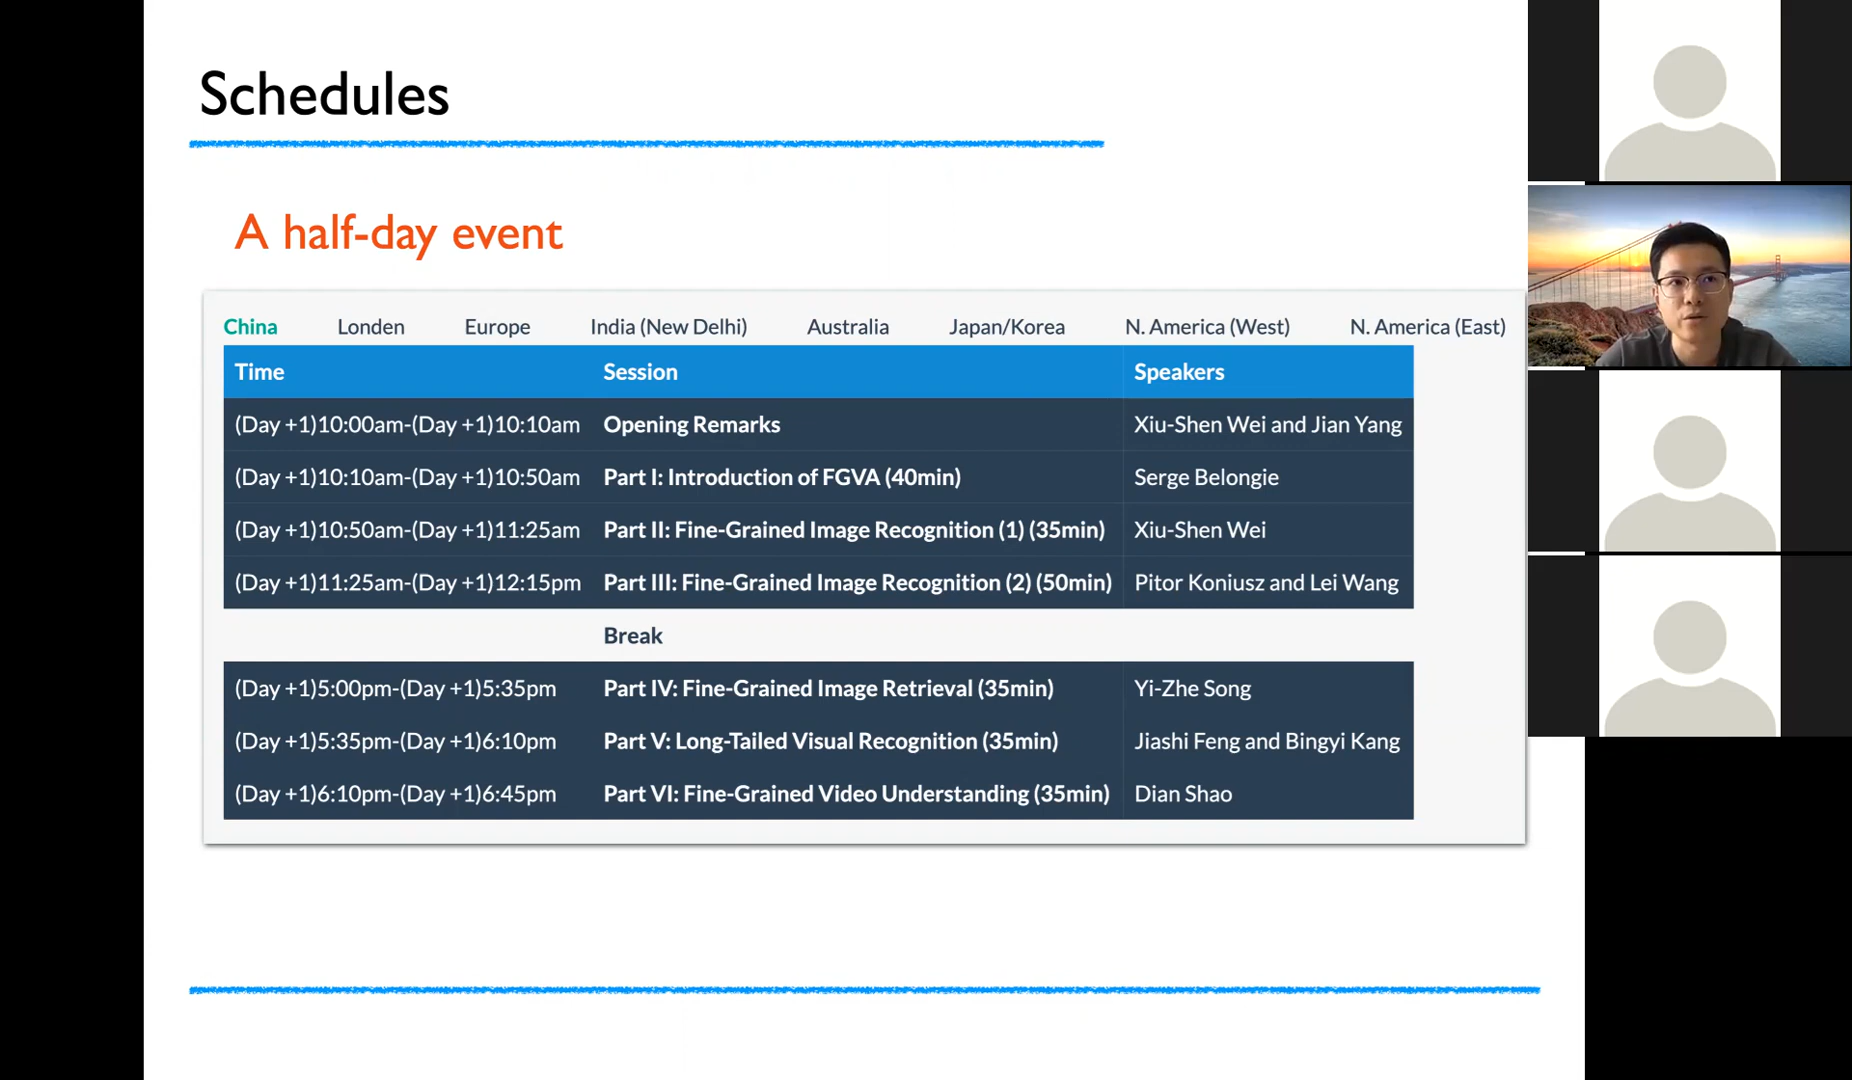 Schedules
A half-day event
China Londen Europe India (New Delhi) Australia Japan/Korea N. America (West) N. America (East)
Time Session Speakers
(Day +1)10:00am-(Day +1)10:10am Opening Remarks Xiu-Shen Wei and Jian Yang
(Day +1)10:10am-(Day +1)10:50am Part I: Introduction of FGVA (40min) Serge Belongie
(Day +1)10:50am-(Day +1)11:25am Part II: Fine-Grained Image Recognition (1) (35min) Xiu-Shen Wei
(Day +1)11:25am-(Day +1)12:15pm Part III: Fine-Grained Image Recognition (2) (50min) Pitor Koniusz and Lei Wang
Break
(Day +1)5:00pm-(Day +1)5:35pm Part IV: Fine-Grained Image Retrieval (35min) Yi-Zhe Song
(Day +1)5:35pm-(Day +1)6:10pm Part V: Long-Tailed Visual Recognition (35min) Jiashi Feng and Bingyi Kang
(Day +1)6:10pm-(Day +1)6:45pm Part VI: Fine-Grained Video Understanding (35min) Dian Shao